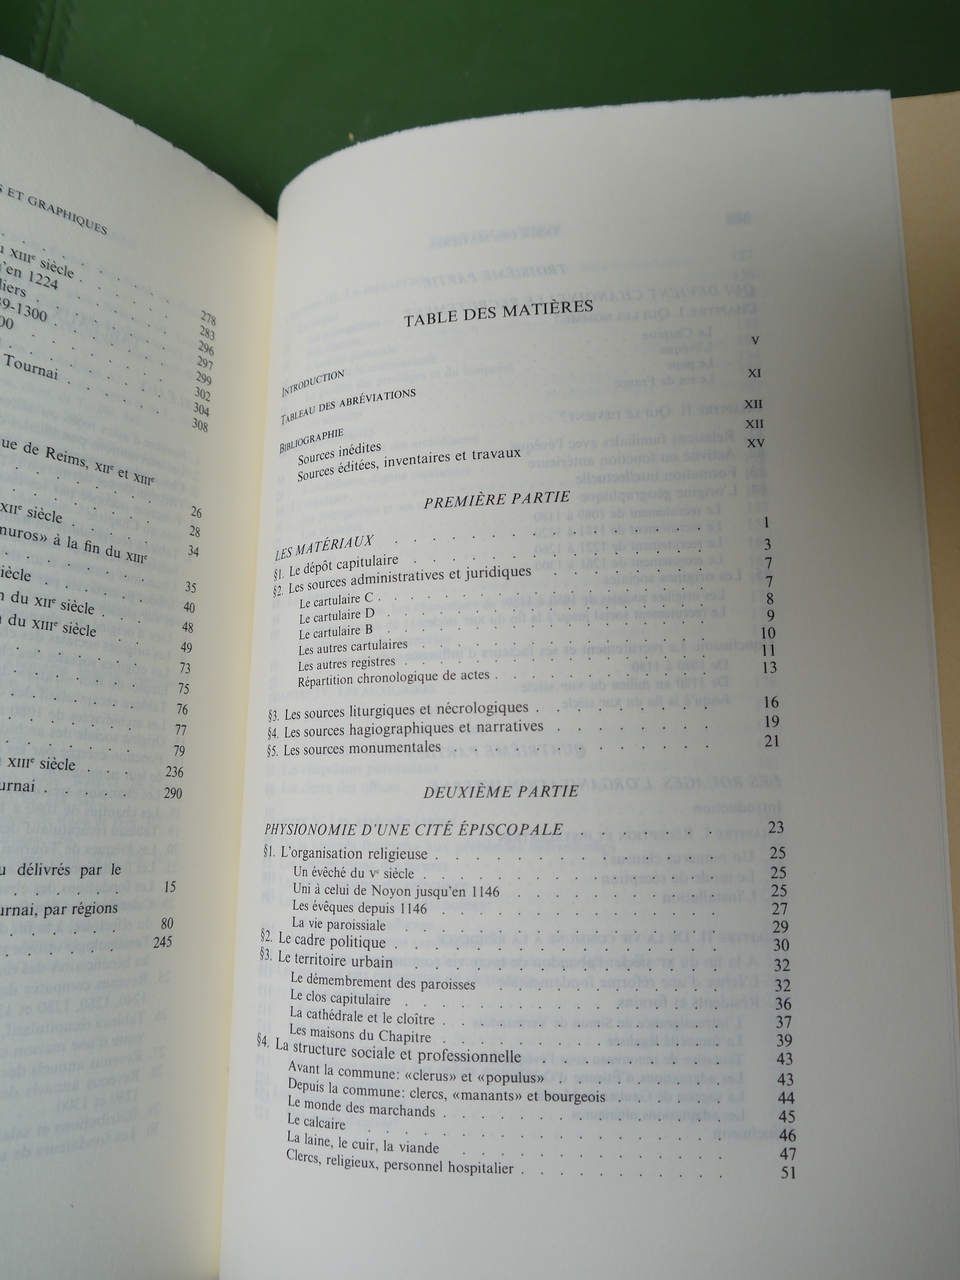 S ET GRAPHIQUES
XIIIe siècle . . . . . 278
'en 1224 . . . . . 283
liers . . . . . 296
9-1300 . . . . . 297
00 . . . . . 299
. . . . . 302
Tournai . . . . . 304
. . . . . 308
ue de Reims, XIIe et XIIIe
. . . . . 26
XIIe siècle . . . . . 28
nuros» à la fin du XIIIe 34
iècle . . . . . 35
. . . . . 40
n du XIIe siècle . . . . . 48
du XIIIe siècle 49
. . . . . 73
. . . . . 75
. . . . . 76
. . . . . 77
. . . . . 79
XIIIe siècle . . . 236
urnai . . . . . 290
u délivrés par le
. . . . . 15
urnai, par régions
. . . . . 80
. . . . . 245
TABLE DES MATIÈRES
INTRODUCTION V
TABLEAU DES ABRÉVIATIONS XI
BIBLIOGRAPHIE XII
Sources inédites XII
Sources éditées, inventaires et travaux XV
PREMIÈRE PARTIE
LES MATÉRIAUX . . . . . 1
§1. Le dépôt capitulaire . . . . . 3
§2. Les sources administratives et juridiques . . . . . 7
Le cartulaire C . . . . . 7
Le cartulaire D . . . . . 8
Le cartulaire B . . . . . 9
Les autres cartulaires . . . . . 10
Les autres registres . . . . . 11
Répartition chronologique de actes . . . . . 13
§3. Les sources liturgiques et nécrologiques . . . . . 16
§4. Les sources hagiographiques et narratives . . . . . 19
§5. Les sources monumentales . . . . . 21
DEUXIÈME PARTIE
PHYSIONOMIE D'UNE CITÉ ÉPISCOPALE . . . . . 23
§1. L'organisation religieuse . . . . . 25
Un évêché du Ve siècle . . . . . 25
Uni à celui de Noyon jusqu'en 1146 . . . . . 25
Les évêques depuis 1146 . . . . . 27
La vie paroissiale . . . . . 29
§2. Le cadre politique . . . . . 30
§3. Le territoire urbain . . . . . 32
Le démembrement des paroisses . . . . . 32
Le clos capitulaire . . . . . 36
La cathédrale et le cloître . . . . . 37
Les maisons du Chapitre . . . . . 39
§4. La structure sociale et professionnelle . . . . . 43
Avant la commune: «clerus» et «populus» . . . . . 43
Depuis la commune: clercs, «manants» et bourgeois . . . . . 44
Le monde des marchands . . . . . 45
Le calcaire . . . . . 46
La laine, le cuir, la viande . . . . . 47
Clercs, religieux, personnel hospitalier . . . . . 51